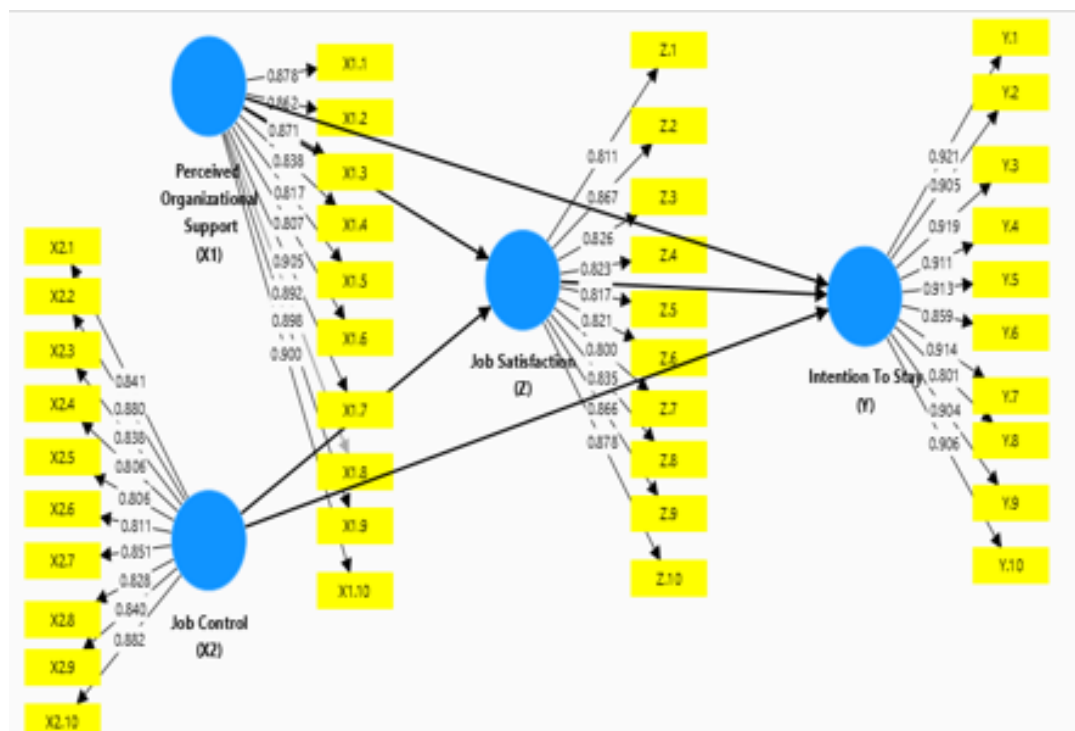 X1.1
X1.2
X1.3
X1.4
X1.5
X1.6
X1.7
X1.8
X1.9
X1.10
0.878
0.862
0.871
0.838
0.817
0.807
0.905
0.892
0.898
0.900
Perceived
Organizational
Support
(X1)
X2.1
X2.2
X2.3
X2.4
X2.5
X2.6
X2.7
X2.8
X2.9
X2.10
0.841
0.880
0.838
0.806
0.806
0.811
0.851
0.828
0.840
0.882
Job Control
(X2)
Z.1
Z.2
Z.3
Z.4
Z.5
Z.6
Z.7
Z.8
Z.9
Z.10
0.811
0.867
0.826
0.823
0.817
0.821
0.800
0.835
0.866
0.878
Job Satisfaction
(Z)
Y.1
Y.2
Y.3
Y.4
Y.5
Y.6
Y.7
Y.8
Y.9
Y.10
0.921
0.905
0.919
0.911
0.913
0.859
0.914
0.801
0.904
0.906
Intention To Stay
(Y)